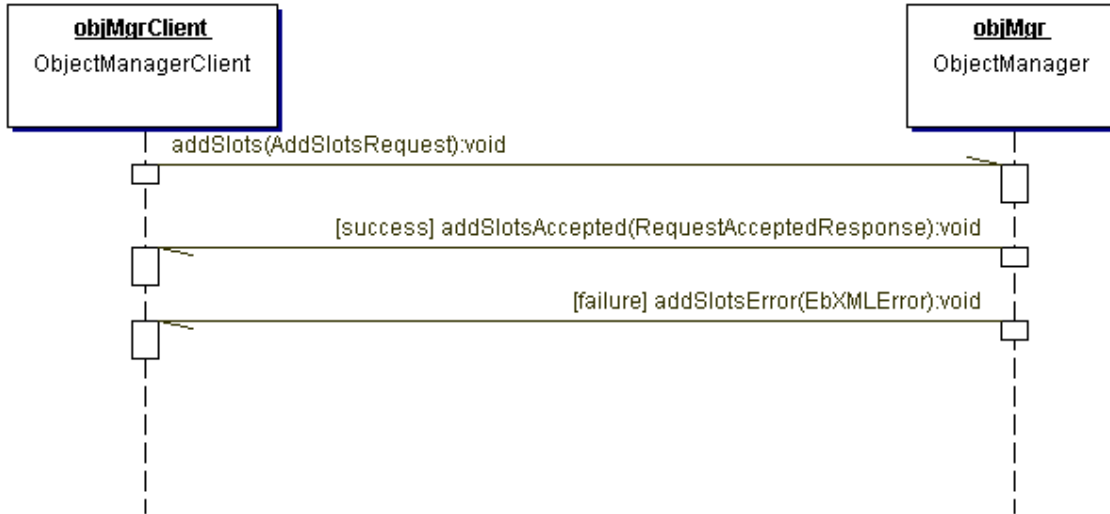 objMgrClient
ObjectManagerClient
objMgr
ObjectManager
addSlots(AddSlotsRequest):void
[success] addSlotsAccepted(RequestAcceptedResponse):void
[failure] addSlotsError(EbXMLError):void